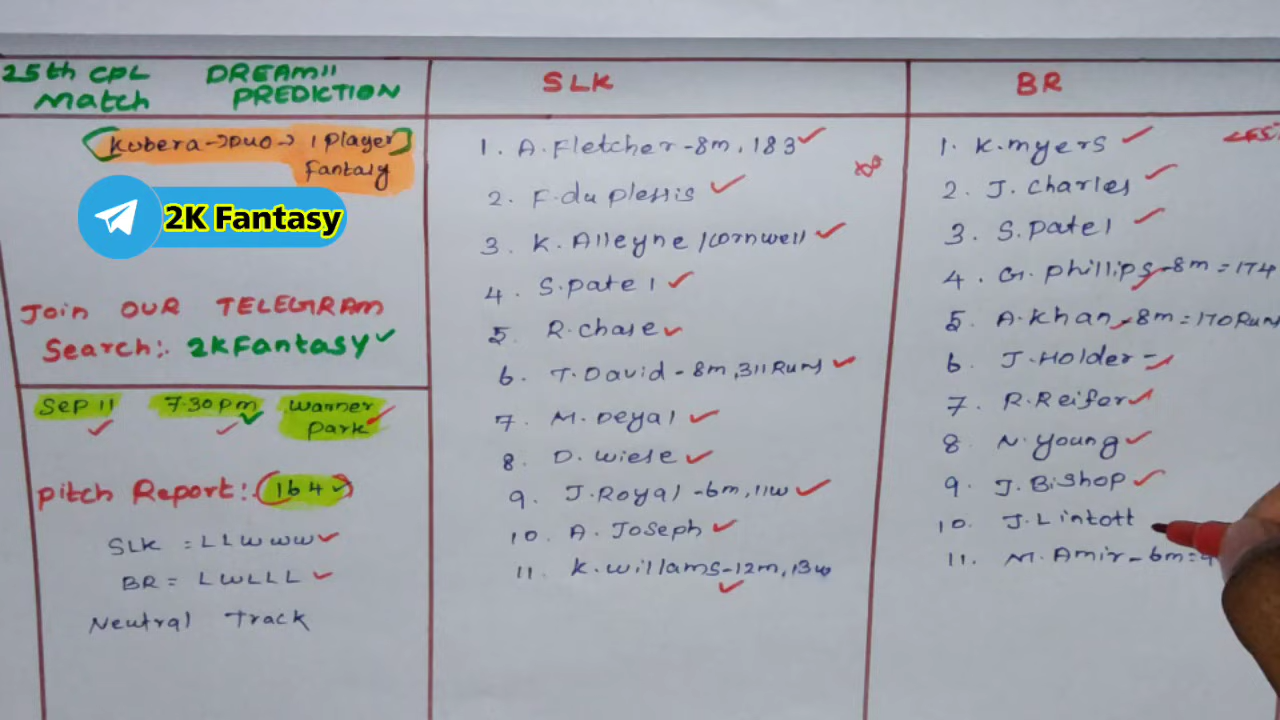 25th CPL DREAM11
Match PREDICTION
Kubera→Duo→ 1 Player
Fantasy
2K Fantasy
Join OUR TELEGRAM
Search:. 2KFantasy
Sep 11 7.30pm Warner
Park
Pitch Report: 164
SLK = L L W W W
BR = L W L L L
Neutral Track
SLK
1. A. Fletcher - 8m, 183
2. F. du plessis
3. K. Alleyne / Cornwell
4. S. Patel
5. R. Chase
6. T. David - 8m, 311 Runs
7. M. Deyal
8. D. Wiese
9. J. Royal - 6m, 11w
10. A. Joseph
11. K. Willams - 12m, 13w
BR
1. K. Myers
2. J. Charles
3. S. Patel
4. G. Phillips - 8m = 174
5. A. Khan - 8m = 170 Runs
6. J. Holder -
7. R. Reifer
8. N. Young
9. J. Bishop
10. J. Lintott
11. M. Amir - 6m =